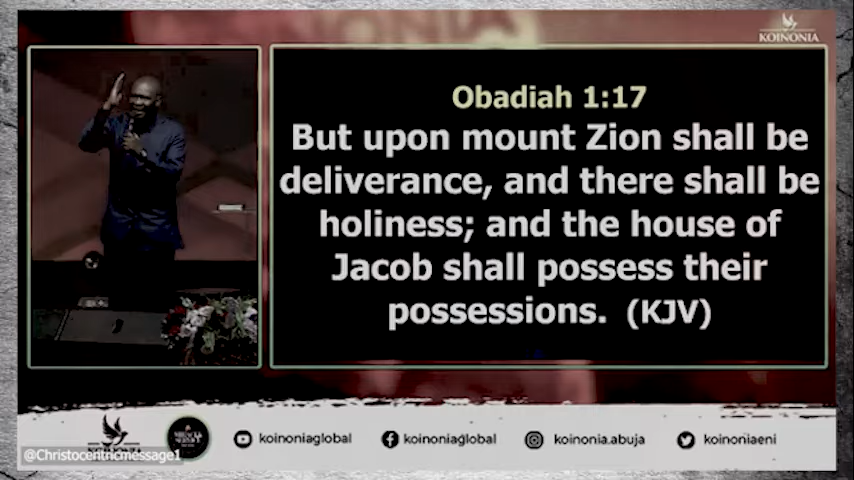 KOINONIA
Obadiah 1:17
But upon mount Zion shall be
deliverance, and there shall be
holiness; and the house of
Jacob shall possess their
possessions. (KJV)
koinoniaglobal
koinoniaglobal
koinonia.abuja
koinoniaeni
@Christocentricmessage1